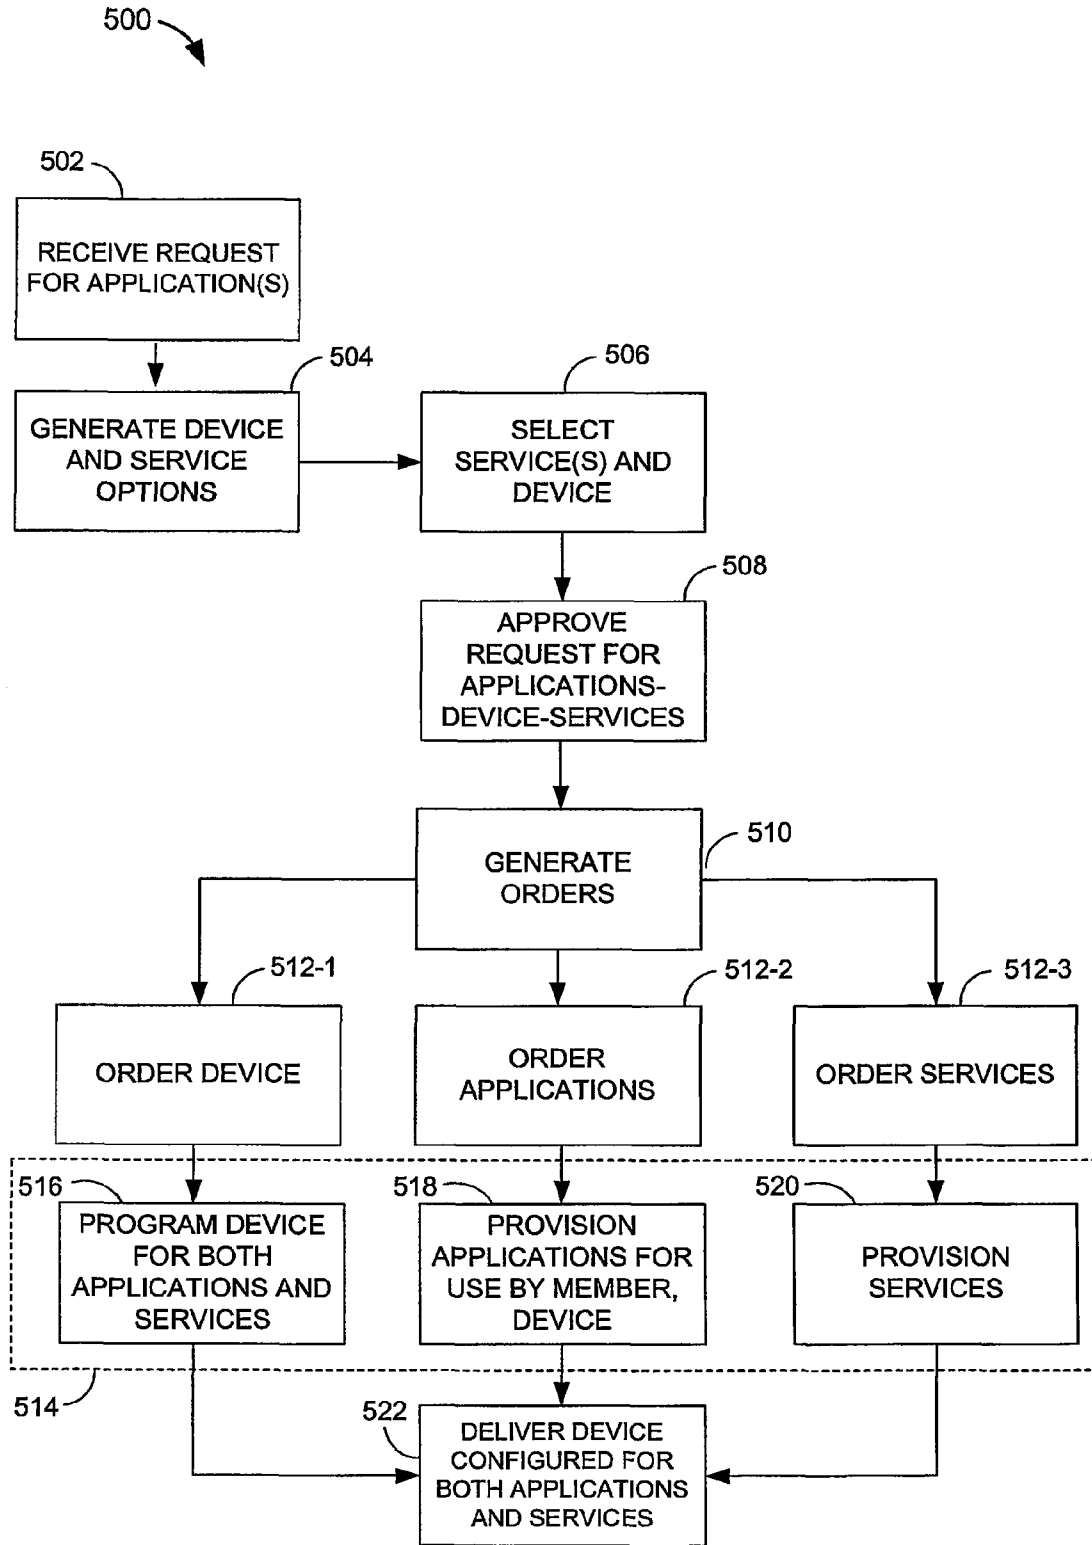 500
502
RECEIVE REQUEST
FOR APPLICATION(S)
504
GENERATE DEVICE
AND SERVICE
OPTIONS
506
SELECT
SERVICE(S) AND
DEVICE
508
APPROVE
REQUEST FOR
APPLICATIONS-
DEVICE-SERVICES
510
GENERATE
ORDERS
512-1
ORDER DEVICE
512-2
ORDER
APPLICATIONS
512-3
ORDER SERVICES
516
PROGRAM DEVICE
FOR BOTH
APPLICATIONS AND
SERVICES
518
PROVISION
APPLICATIONS FOR
USE BY MEMBER,
DEVICE
520
PROVISION
SERVICES
514
522
DELIVER DEVICE
CONFIGURED FOR
BOTH APPLICATIONS
AND SERVICES